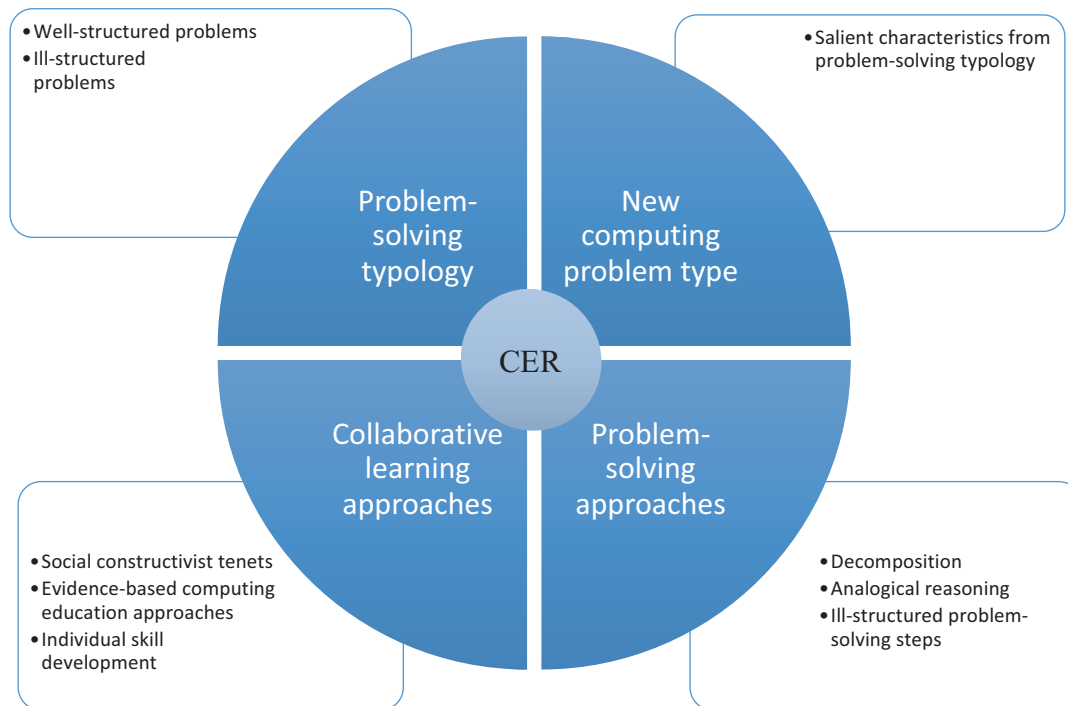 •Well-structured problems
•Ill-structured
problems
•Salient characteristics from
problem-solving typology
Problem-
solving
typology
New
computing
problem type
CER
Collaborative
learning
approaches
Problem-
solving
approaches
•Social constructivist tenets
•Evidence-based computing
education approaches
•Individual skill
development
•Decomposition
•Analogical reasoning
•Ill-structured problem-
solving steps